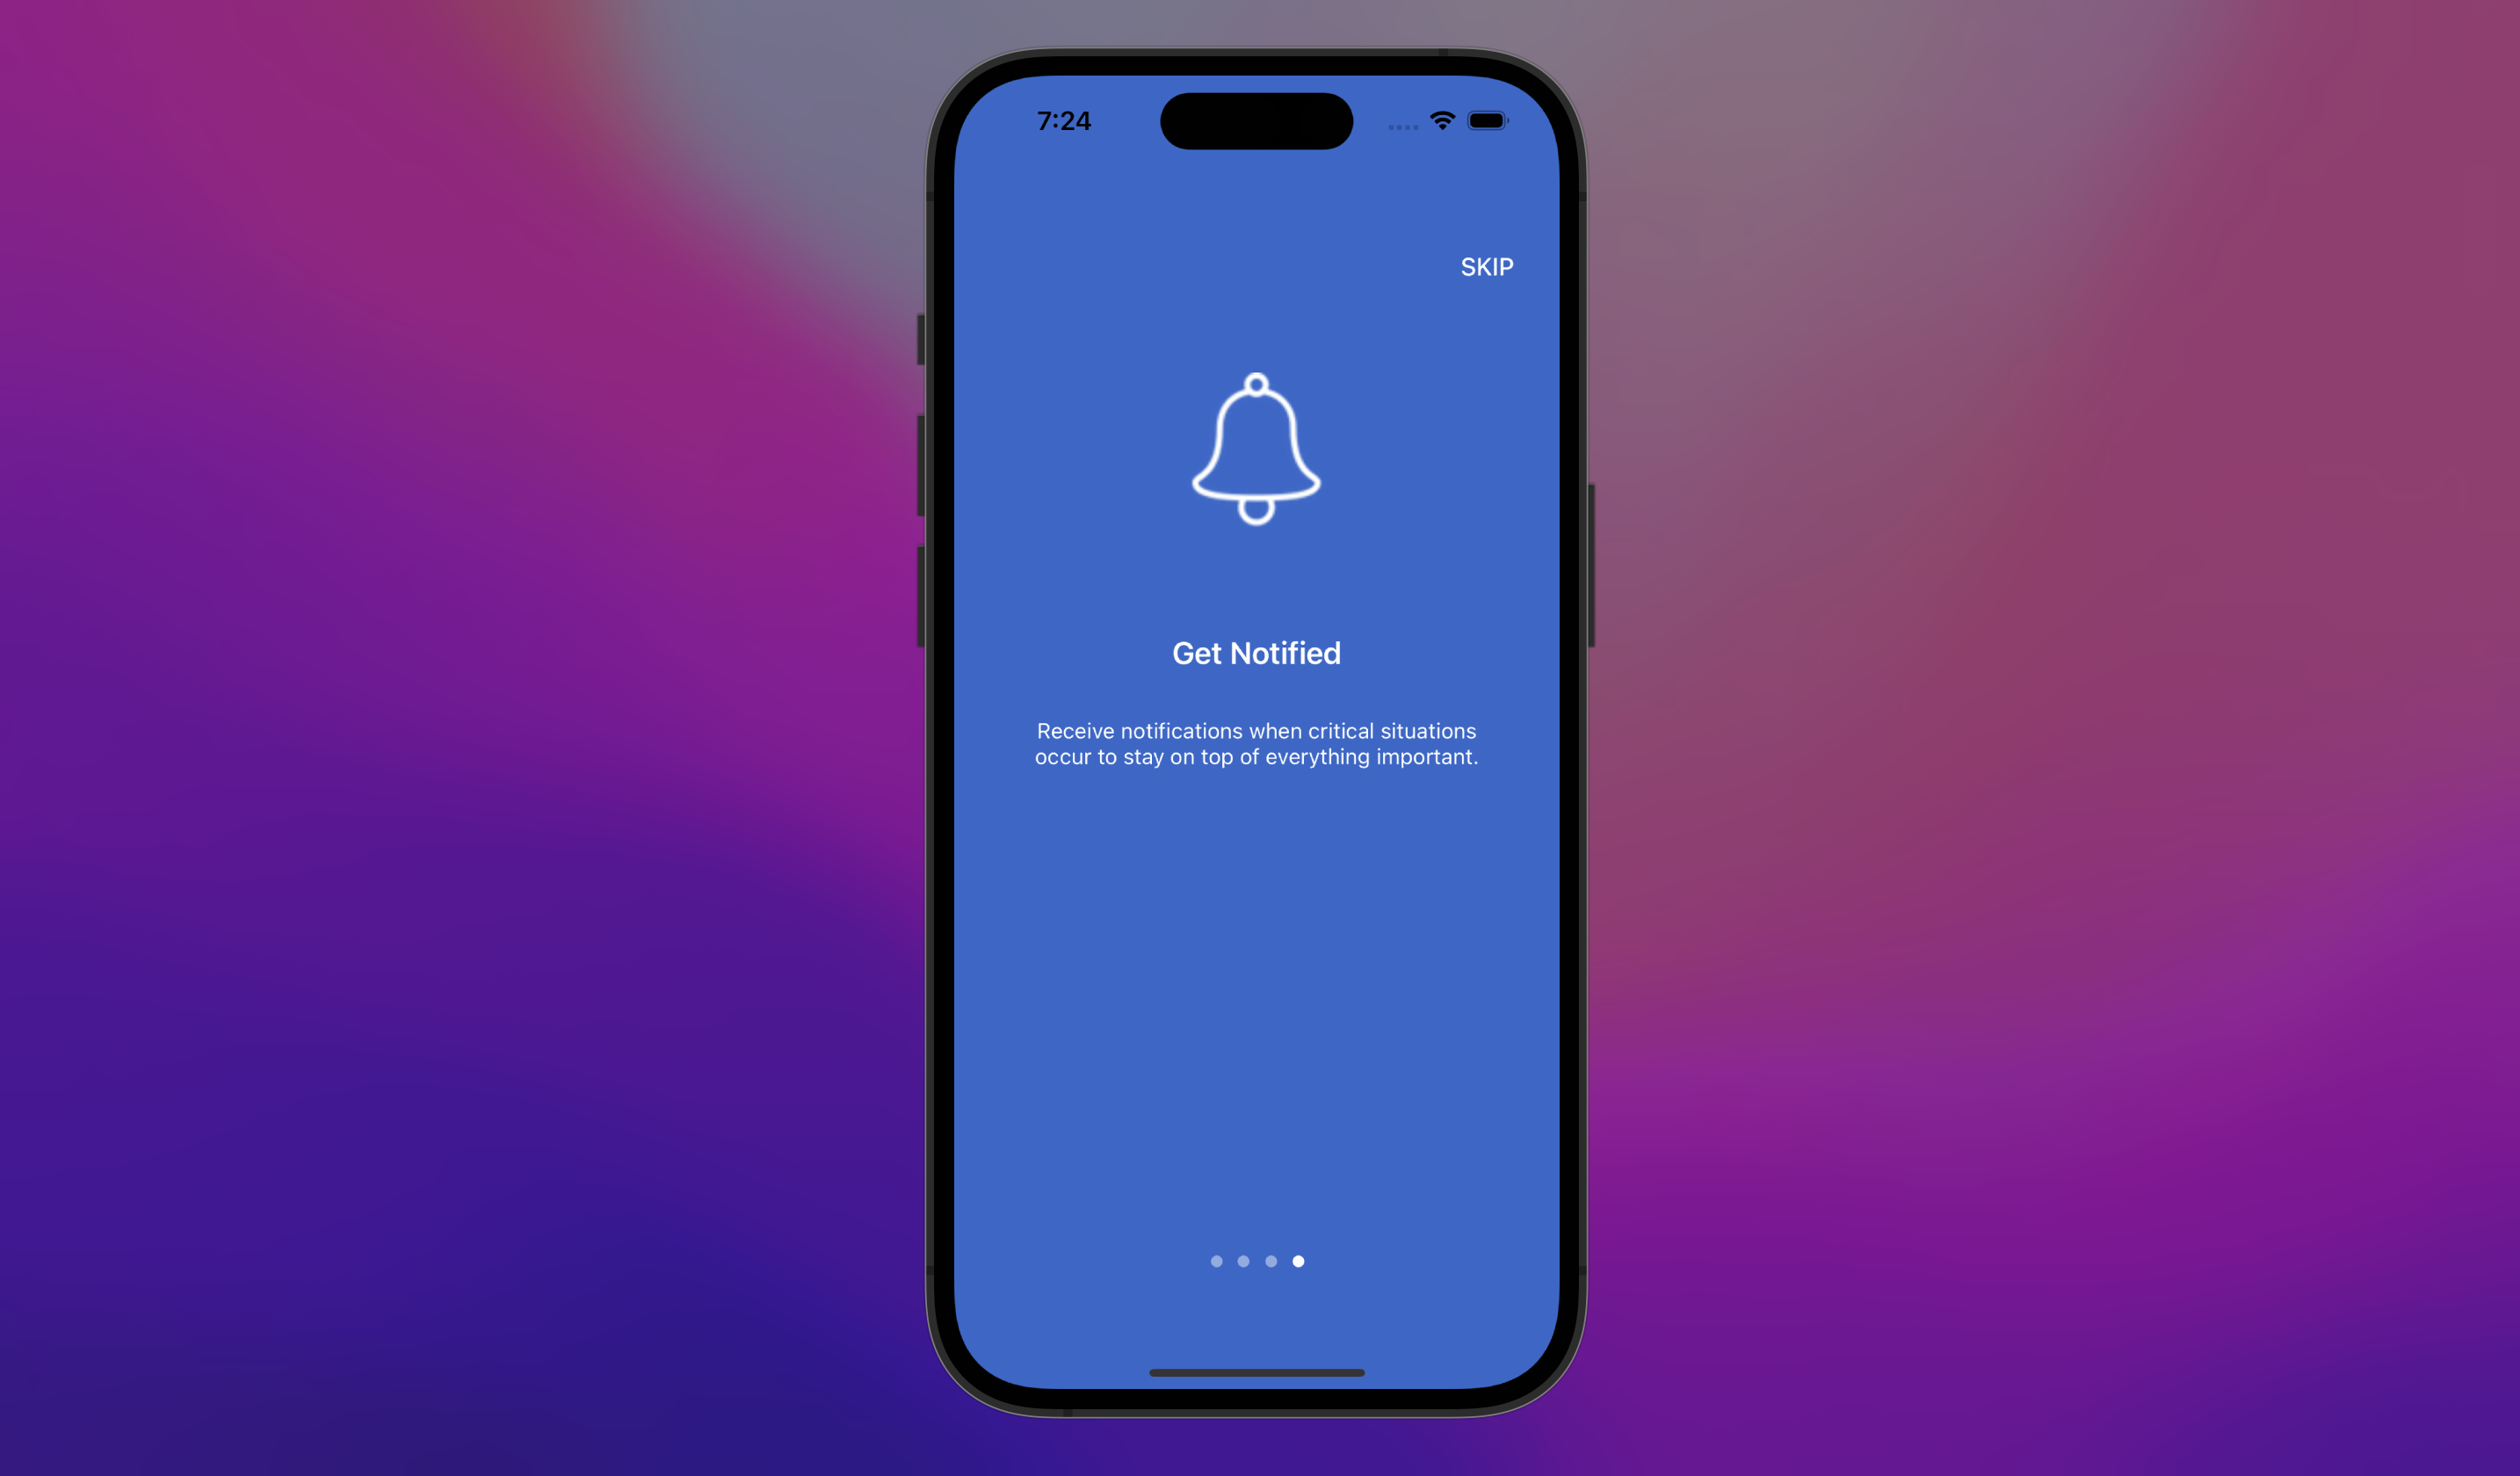 7:24
SKIP
Get Notified
Receive notifications when critical situations
occur to stay on top of everything important.